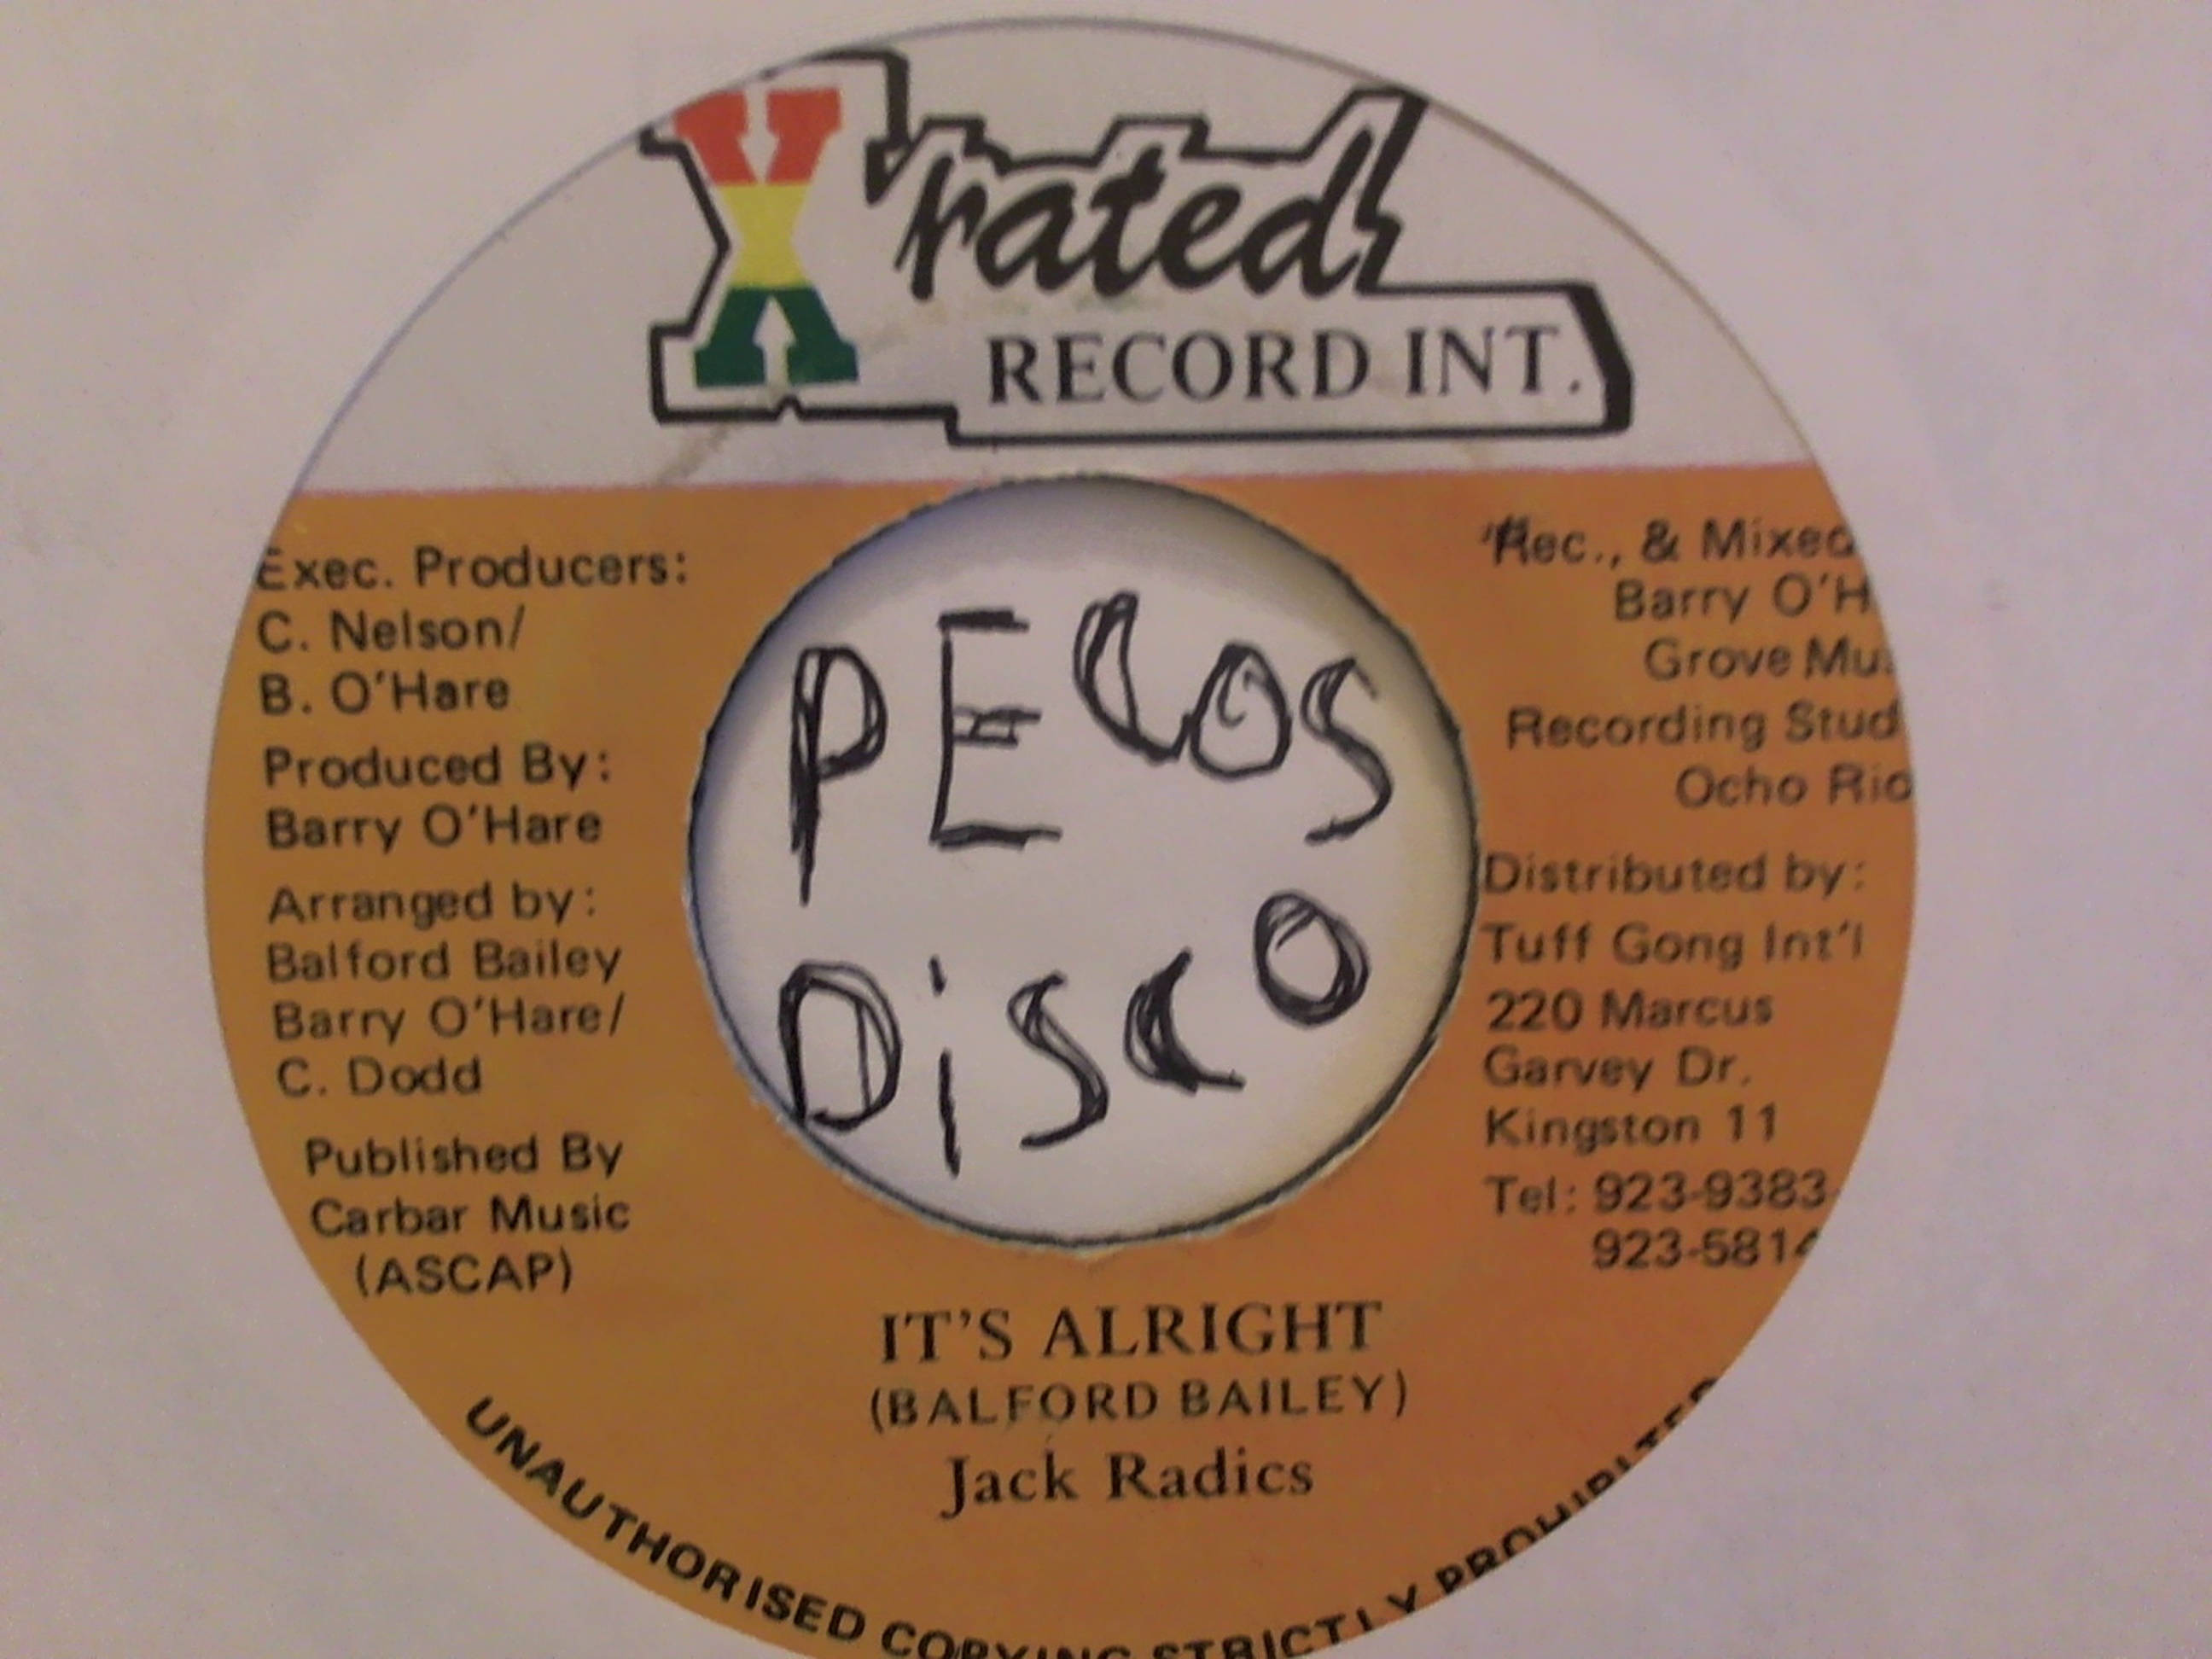 X rated
RECORD INT.
Exec. Producers:
C. Nelson/
B. O'Hare
Produced By:
Barry O'Hare
Arranged by:
Balford Bailey
Barry O'Hare/
C. Dodd
Published By
Carbar Music
(ASCAP)
PELOS
DiSCO
Rec., & Mixed
Barry O'H
Grove Mu
Recording Stud
Ocho Rio
Distributed by:
Tuff Gong Int'l
220 Marcus
Garvey Dr.
Kingston 11
Tel: 923-9383
923-5814
IT'S ALRIGHT
(BALFORD BAILEY)
Jack Radics
UNAUTHORISED COPYING STRICTLY PROHIBITED